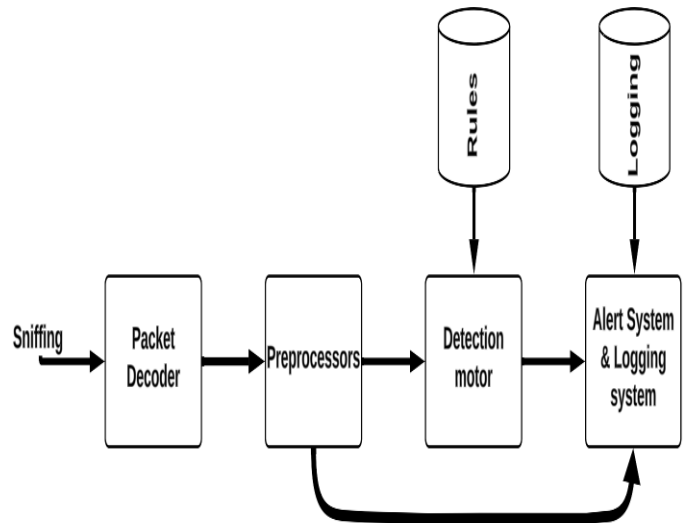 Rules
Logging
Sniffing
Packet
Decoder
Preprocessors
Detection
motor
Alert System
& Logging
system